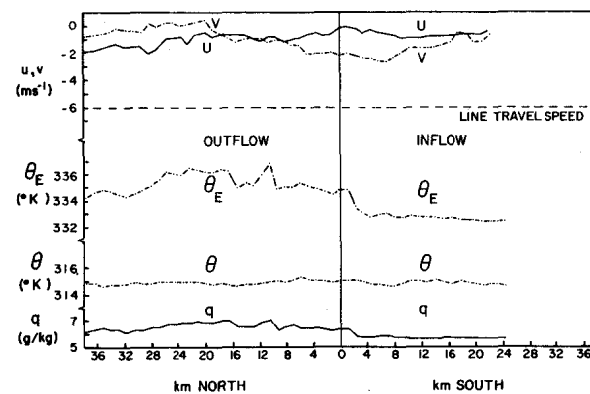 0
-2
-4
-6
u,v
(ms⁻¹)
V
U
U
V
LINE TRAVEL SPEED
OUTFLOW
INFLOW
θE
(°K)
336
334
332
θE
θE
θ
(°K)
316
314
θ
θ
q
(g/kg)
7
5
q
q
36 32 28 24 20 16 12 8 4 0 4 8 12 16 20 24 28 32 36
km NORTH
km SOUTH